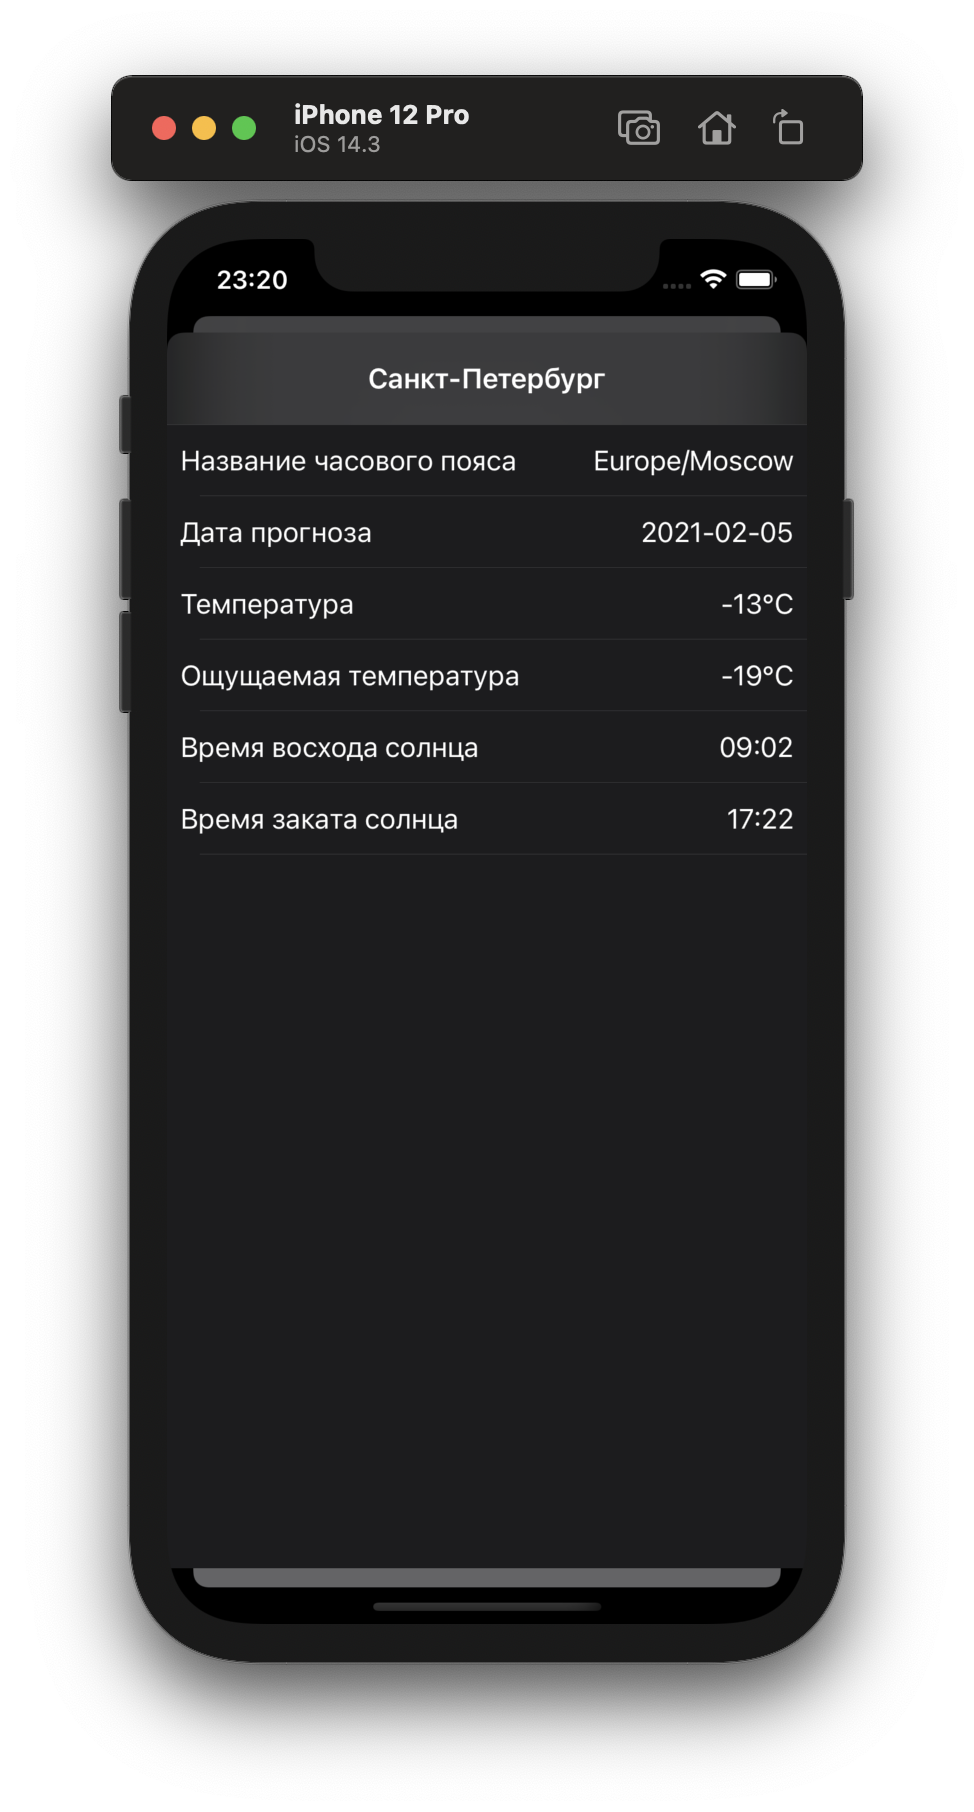 iPhone 12 Pro
iOS 14.3
23:20
Санкт-Петербург
Название часового пояса Europe/Moscow
Дата прогноза 2021-02-05
Температура -13°C
Ощущаемая температура -19°C
Время восхода солнца 09:02
Время заката солнца 17:22